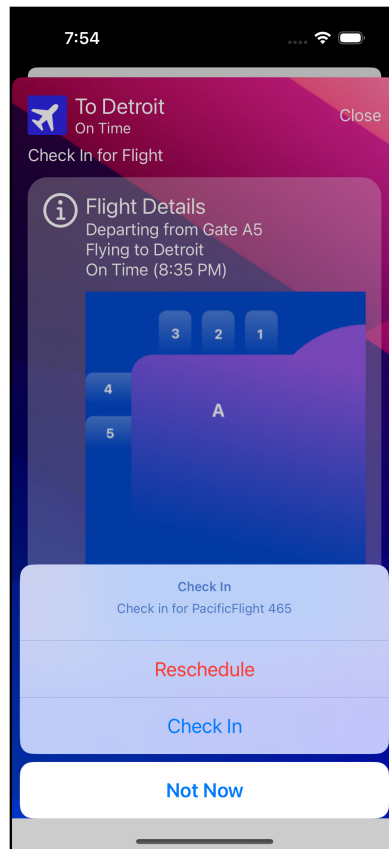 7:54
To Detroit
On Time
Close
Check In for Flight
Flight Details
Departing from Gate A5
Flying to Detroit
On Time (8:35 PM)
3 2 1
4
A
5
Check In
Check in for PacificFlight 465
Reschedule
Check In
Not Now